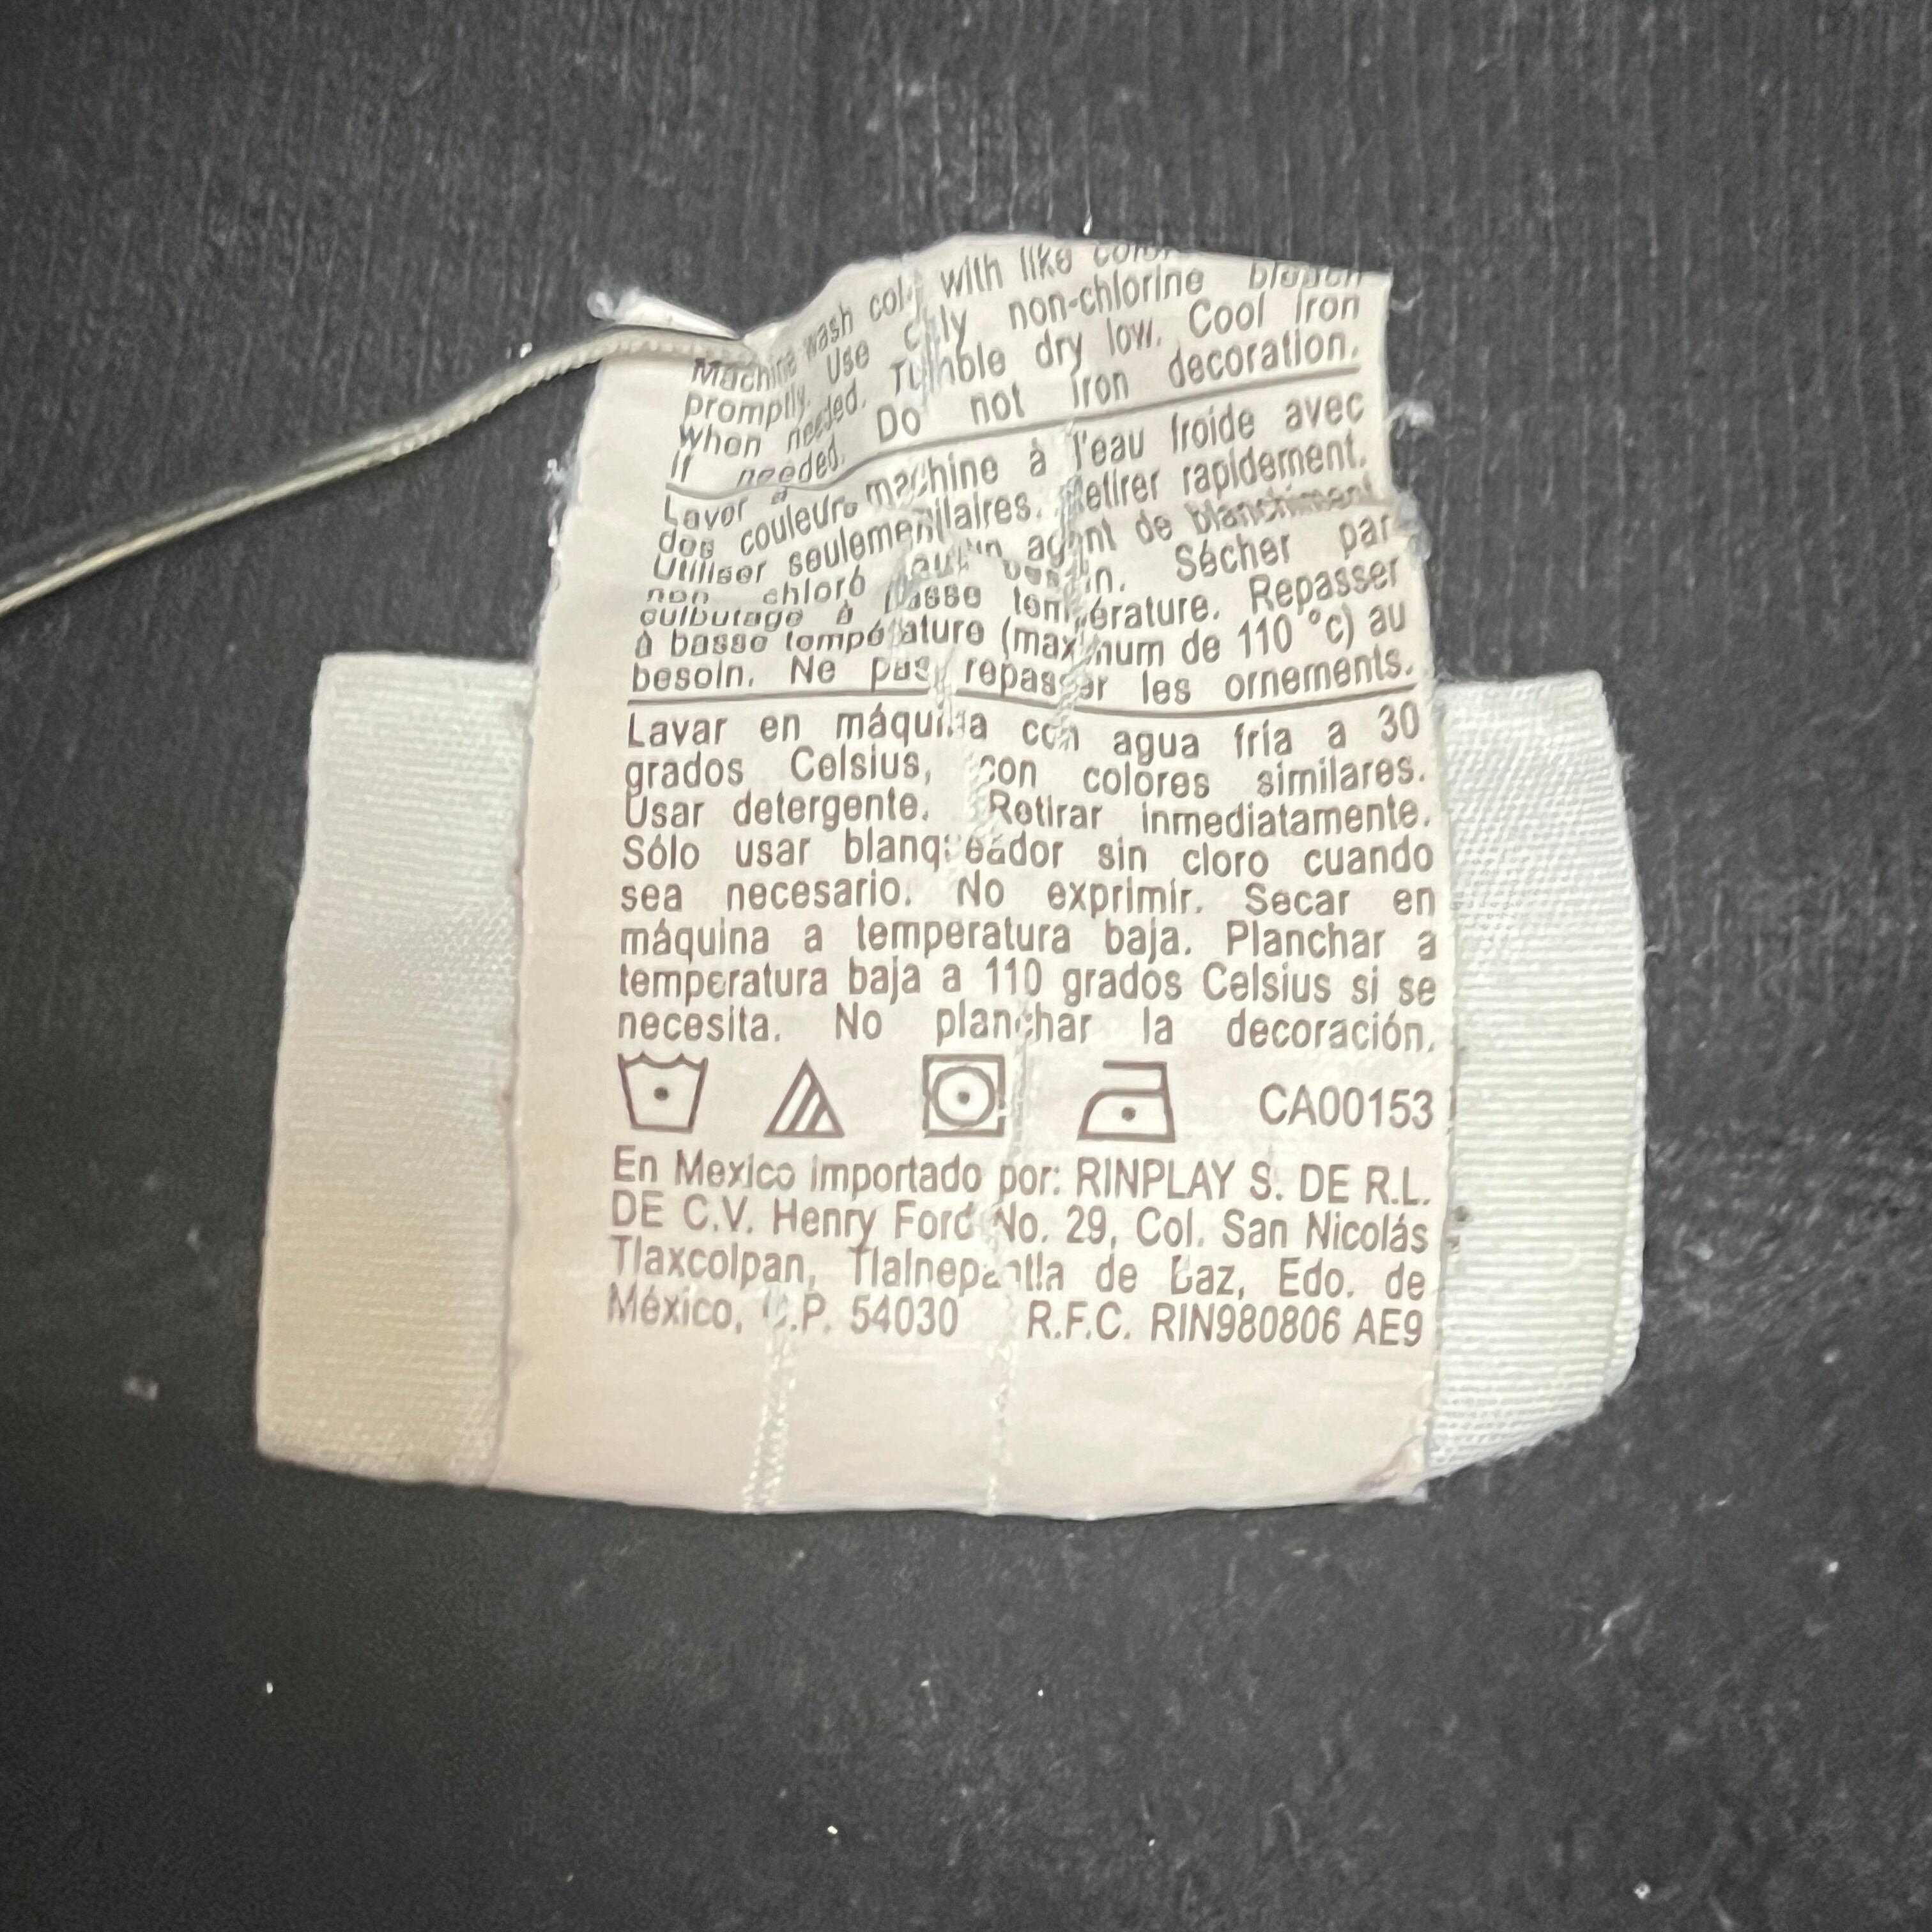 Machine wash cold with like colors
promptly. Use only non-chlorine bleach
when needed. Tumble dry low. Cool iron
if needed. Do not iron decoration.
Laver à machine à l'eau froide avec
des couleurs similaires. Retirer rapidement.
Utiliser seulement un agent de blanchiment
non chloré au besoin. Sécher par
culbutage à basse température. Repasser
à basse température (maximum de 110 °c) au
besoin. Ne pas repasser les ornements.
Lavar en máquina con agua fría a 30
grados Celsius, con colores similares.
Usar detergente. Retirar inmediatamente.
Sólo usar blanqueador sin cloro cuando
sea necesario. No exprimir. Secar en
máquina a temperatura baja. Planchar a
temperatura baja a 110 grados Celsius si se
necesita. No planchar la decoración.
CA00153
En Mexico importado por: RINPLAY S. DE R.L.
DE C.V. Henry Ford No. 29, Col. San Nicolás
Tlaxcolpan, Tlalnepantla de Baz, Edo. de
México, C.P. 54030 R.F.C. RIN980806 AE9